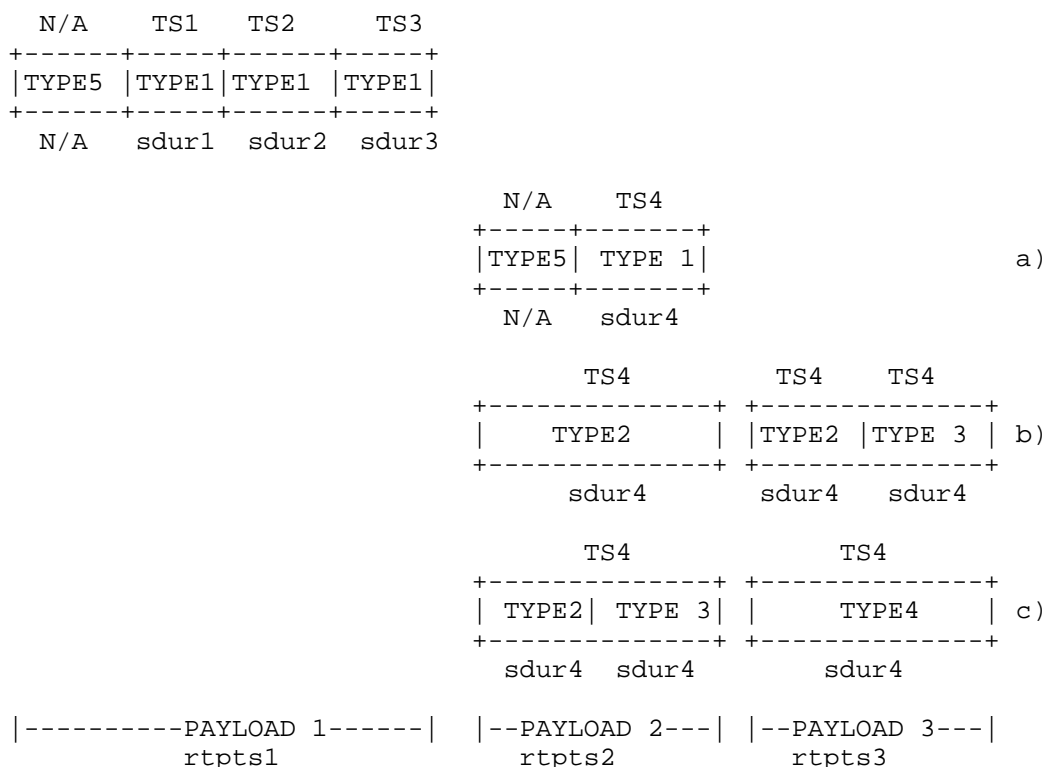 N/A    TS1   TS2     TS3
+------+-----+------+-----+
|TYPE5 |TYPE1|TYPE1 |TYPE1|
+------+-----+------+-----+
N/A   sdur1  sdur2  sdur3
N/A    TS4
+-----+-------+
|TYPE5| TYPE 1|                  a)
+-----+-------+
N/A   sdur4
TS4         TS4    TS4
+--------------+ +--------------+
|    TYPE2     | |TYPE2 |TYPE 3 | b)
+--------------+ +--------------+
sdur4       sdur4   sdur4
TS4             TS4
+--------------+ +--------------+
| TYPE2| TYPE 3| |     TYPE4    | c)
+--------------+ +--------------+
sdur4  sdur4        sdur4
|----------PAYLOAD 1------|  |--PAYLOAD 2---| |--PAYLOAD 3---|
rtpts1              rtpts2          rtpts3